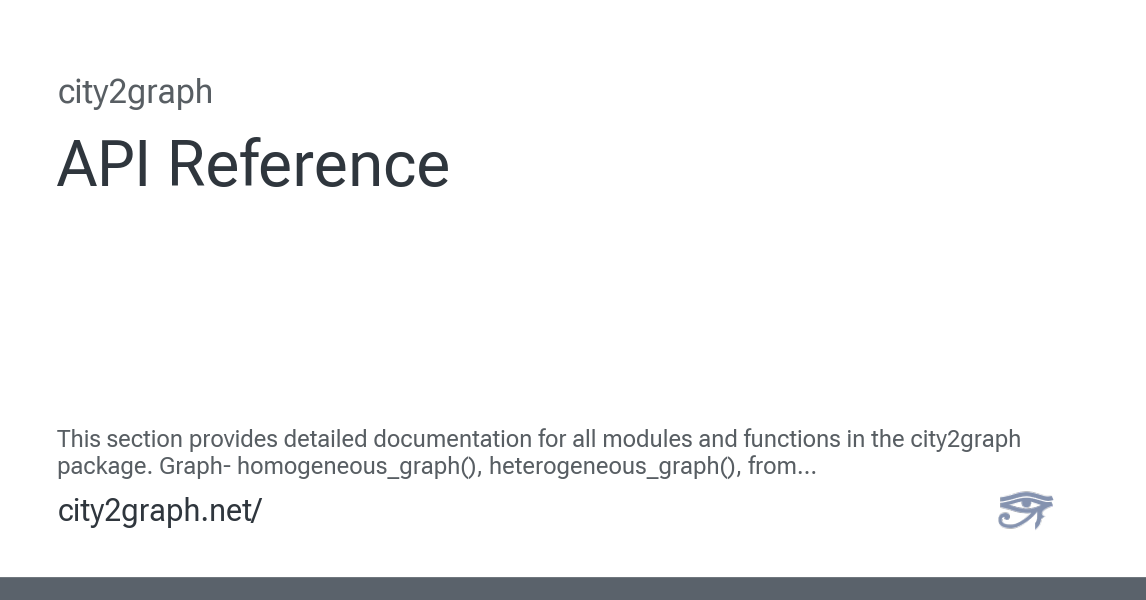 city2graph
API Reference
This section provides detailed documentation for all modules and functions in the city2graph
package. Graph- homogeneous_graph(), heterogeneous_graph(), from...
city2graph.net/